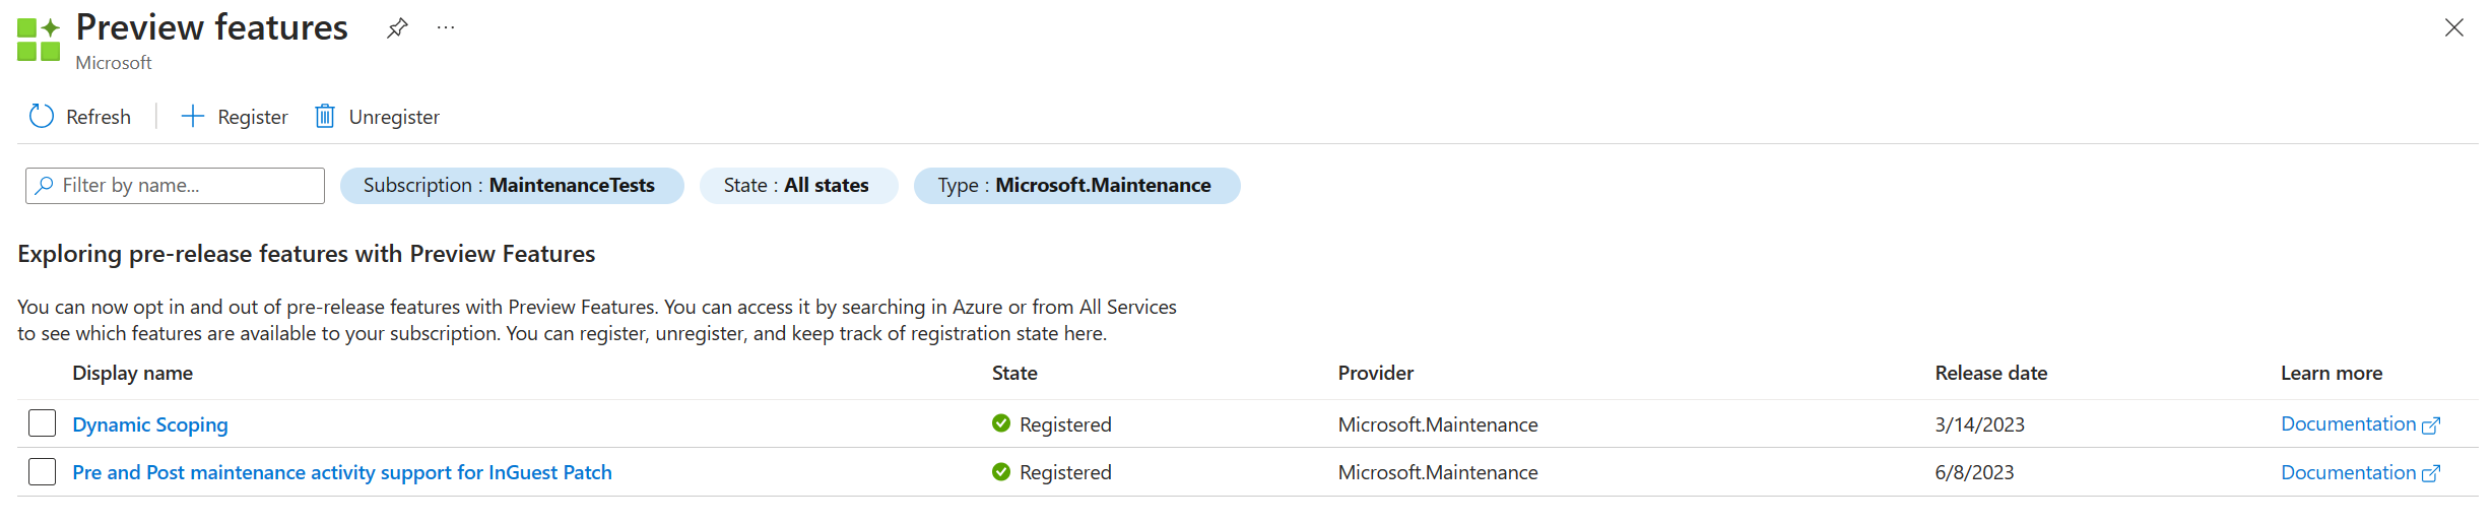 Preview features
Microsoft
Refresh Register Unregister
Filter by name... Subscription : MaintenanceTests State : All states Type : Microsoft.Maintenance
Exploring pre-release features with Preview Features
You can now opt in and out of pre-release features with Preview Features. You can access it by searching in Azure or from All Services
to see which features are available to your subscription. You can register, unregister, and keep track of registration state here.
Display name State Provider Release date Learn more
Dynamic Scoping Registered Microsoft.Maintenance 3/14/2023 Documentation
Pre and Post maintenance activity support for InGuest Patch Registered Microsoft.Maintenance 6/8/2023 Documentation